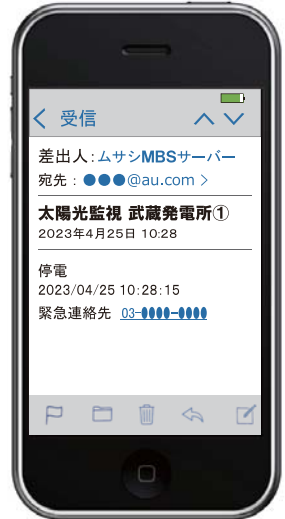 受信
差出人：ムサシMBSサーバー
宛先：●●●@au.com >
太陽光監視 武蔵発電所①
2023年4月25日 10:28
停電
2023/04/25 10:28:15
緊急連絡先 03-0000-0000